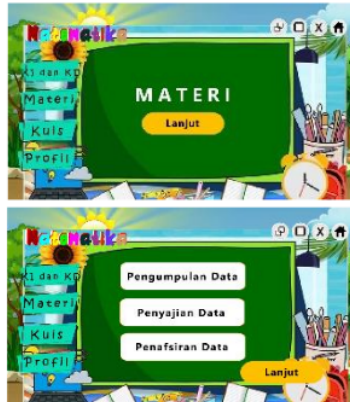 Matematika
KI dan KD
Materi
Kuis
Profil
X
MATERI
Lanjut
Matematika
KI dan KD
Materi
Kuis
Profil
X
Pengumpulan Data
Penyajian Data
Penafsiran Data
Lanjut